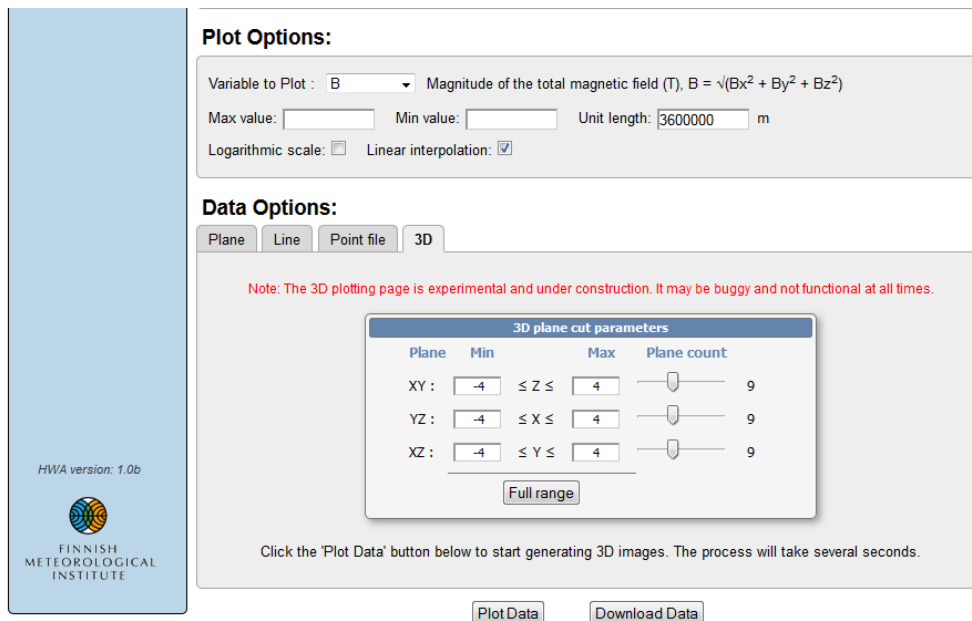 Plot Options:
Variable to Plot : B Magnitude of the total magnetic field (T), B = √(Bx² + By² + Bz²)
Max value: Min value: Unit length: 3600000 m
Logarithmic scale: Linear interpolation:
Data Options:
Plane Line Point file 3D
Note: The 3D plotting page is experimental and under construction. It may be buggy and not functional at all times.
3D plane cut parameters
Plane Min Max Plane count
XY : -4 ≤ Z ≤ 4 9
YZ : -4 ≤ X ≤ 4 9
XZ : -4 ≤ Y ≤ 4 9
Full range
HWA version: 1.0b
FINNISH
METEOROLOGICAL
INSTITUTE
Click the 'Plot Data' button below to start generating 3D images. The process will take several seconds.
Plot Data Download Data